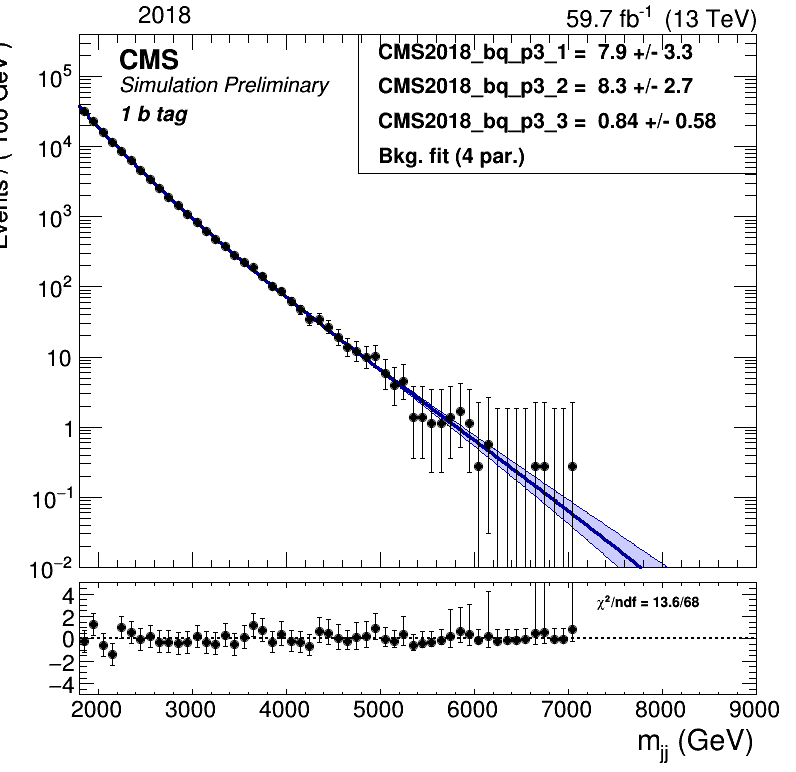 2018
59.7 fb⁻¹ (13 TeV)
CMS
Simulation Preliminary
1 b tag
CMS2018_bq_p3_1 = 7.9 +/- 3.3
CMS2018_bq_p3_2 = 8.3 +/- 2.7
CMS2018_bq_p3_3 = 0.84 +/- 0.58
Bkg. fit (4 par.)
Events / ( 100 GeV )
10⁵
10⁴
10³
10²
10
1
10⁻¹
10⁻²
χ²/ndf = 13.6/68
4
2
0
−2
−4
2000 3000 4000 5000 6000 7000 8000 9000
m_jj (GeV)